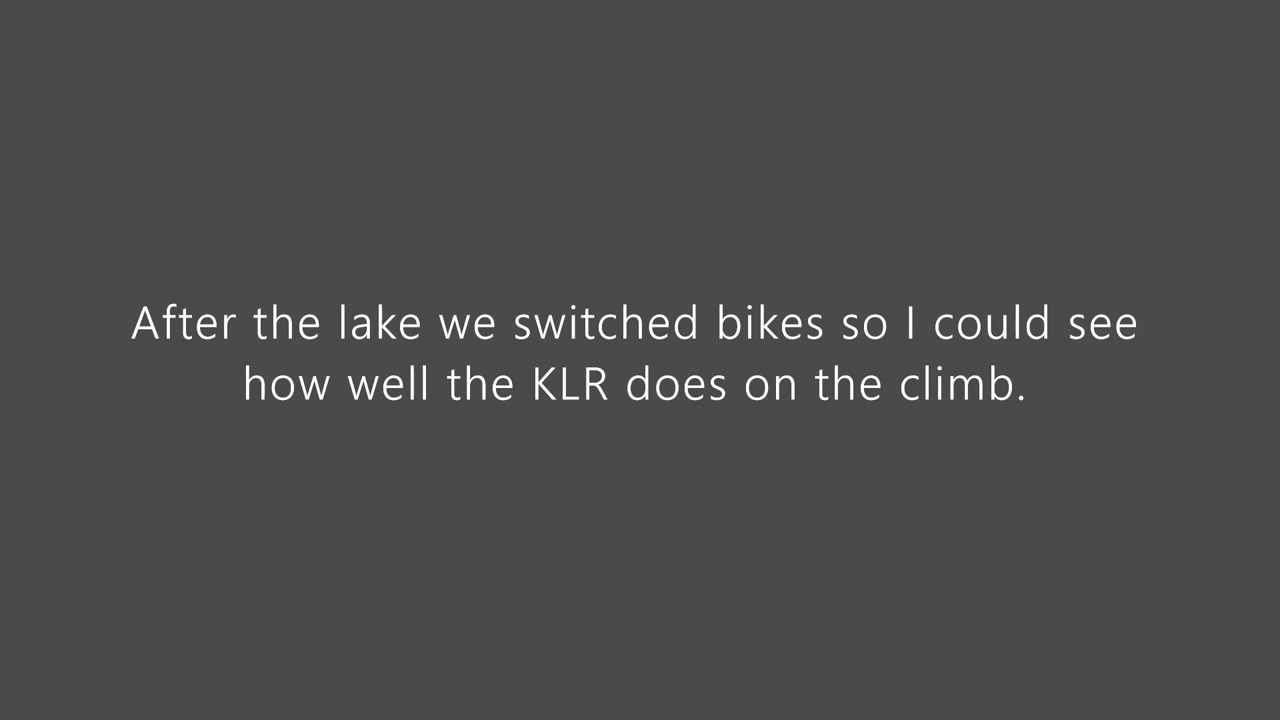 After the lake we switched bikes so I could see
how well the KLR does on the climb.